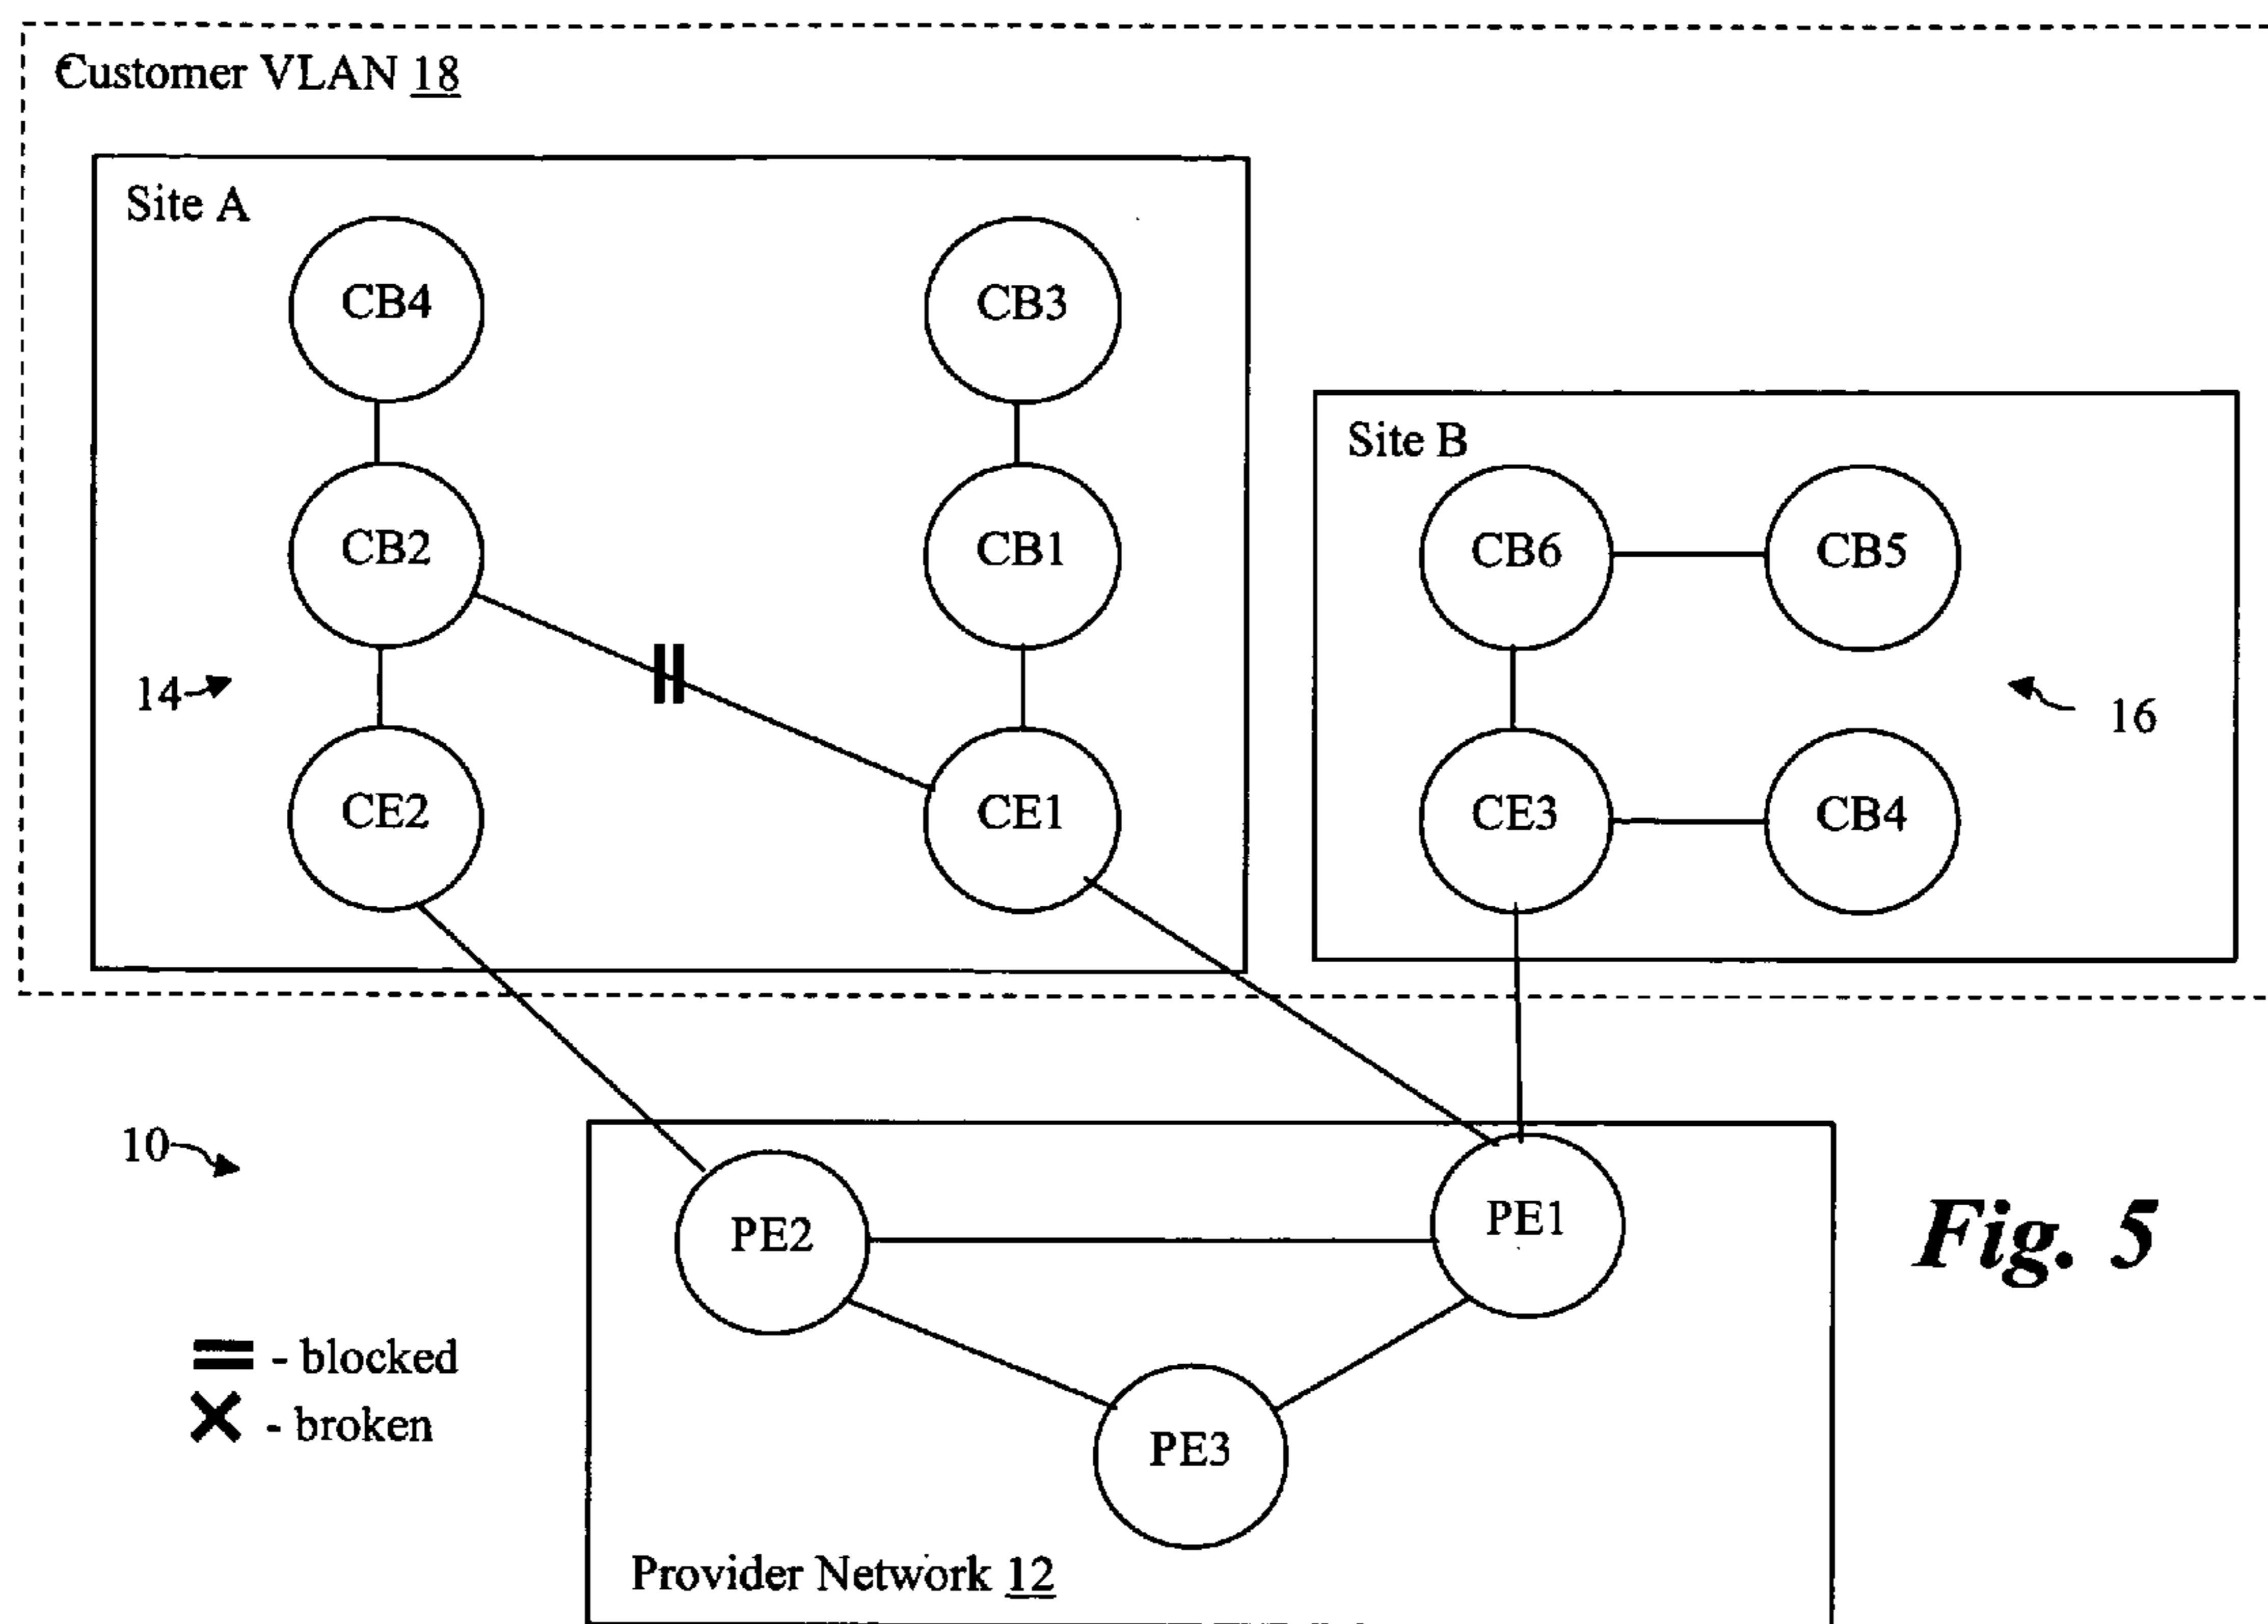 Customer VLAN 18
Site A
CB4
CB3
Site B
CB2
CB1
CB6
CB5
14
16
CE2
CE1
CE3
CB4
10
PE2
PE1
Fig. 5
- blocked
- broken
PE3
Provider Network 12